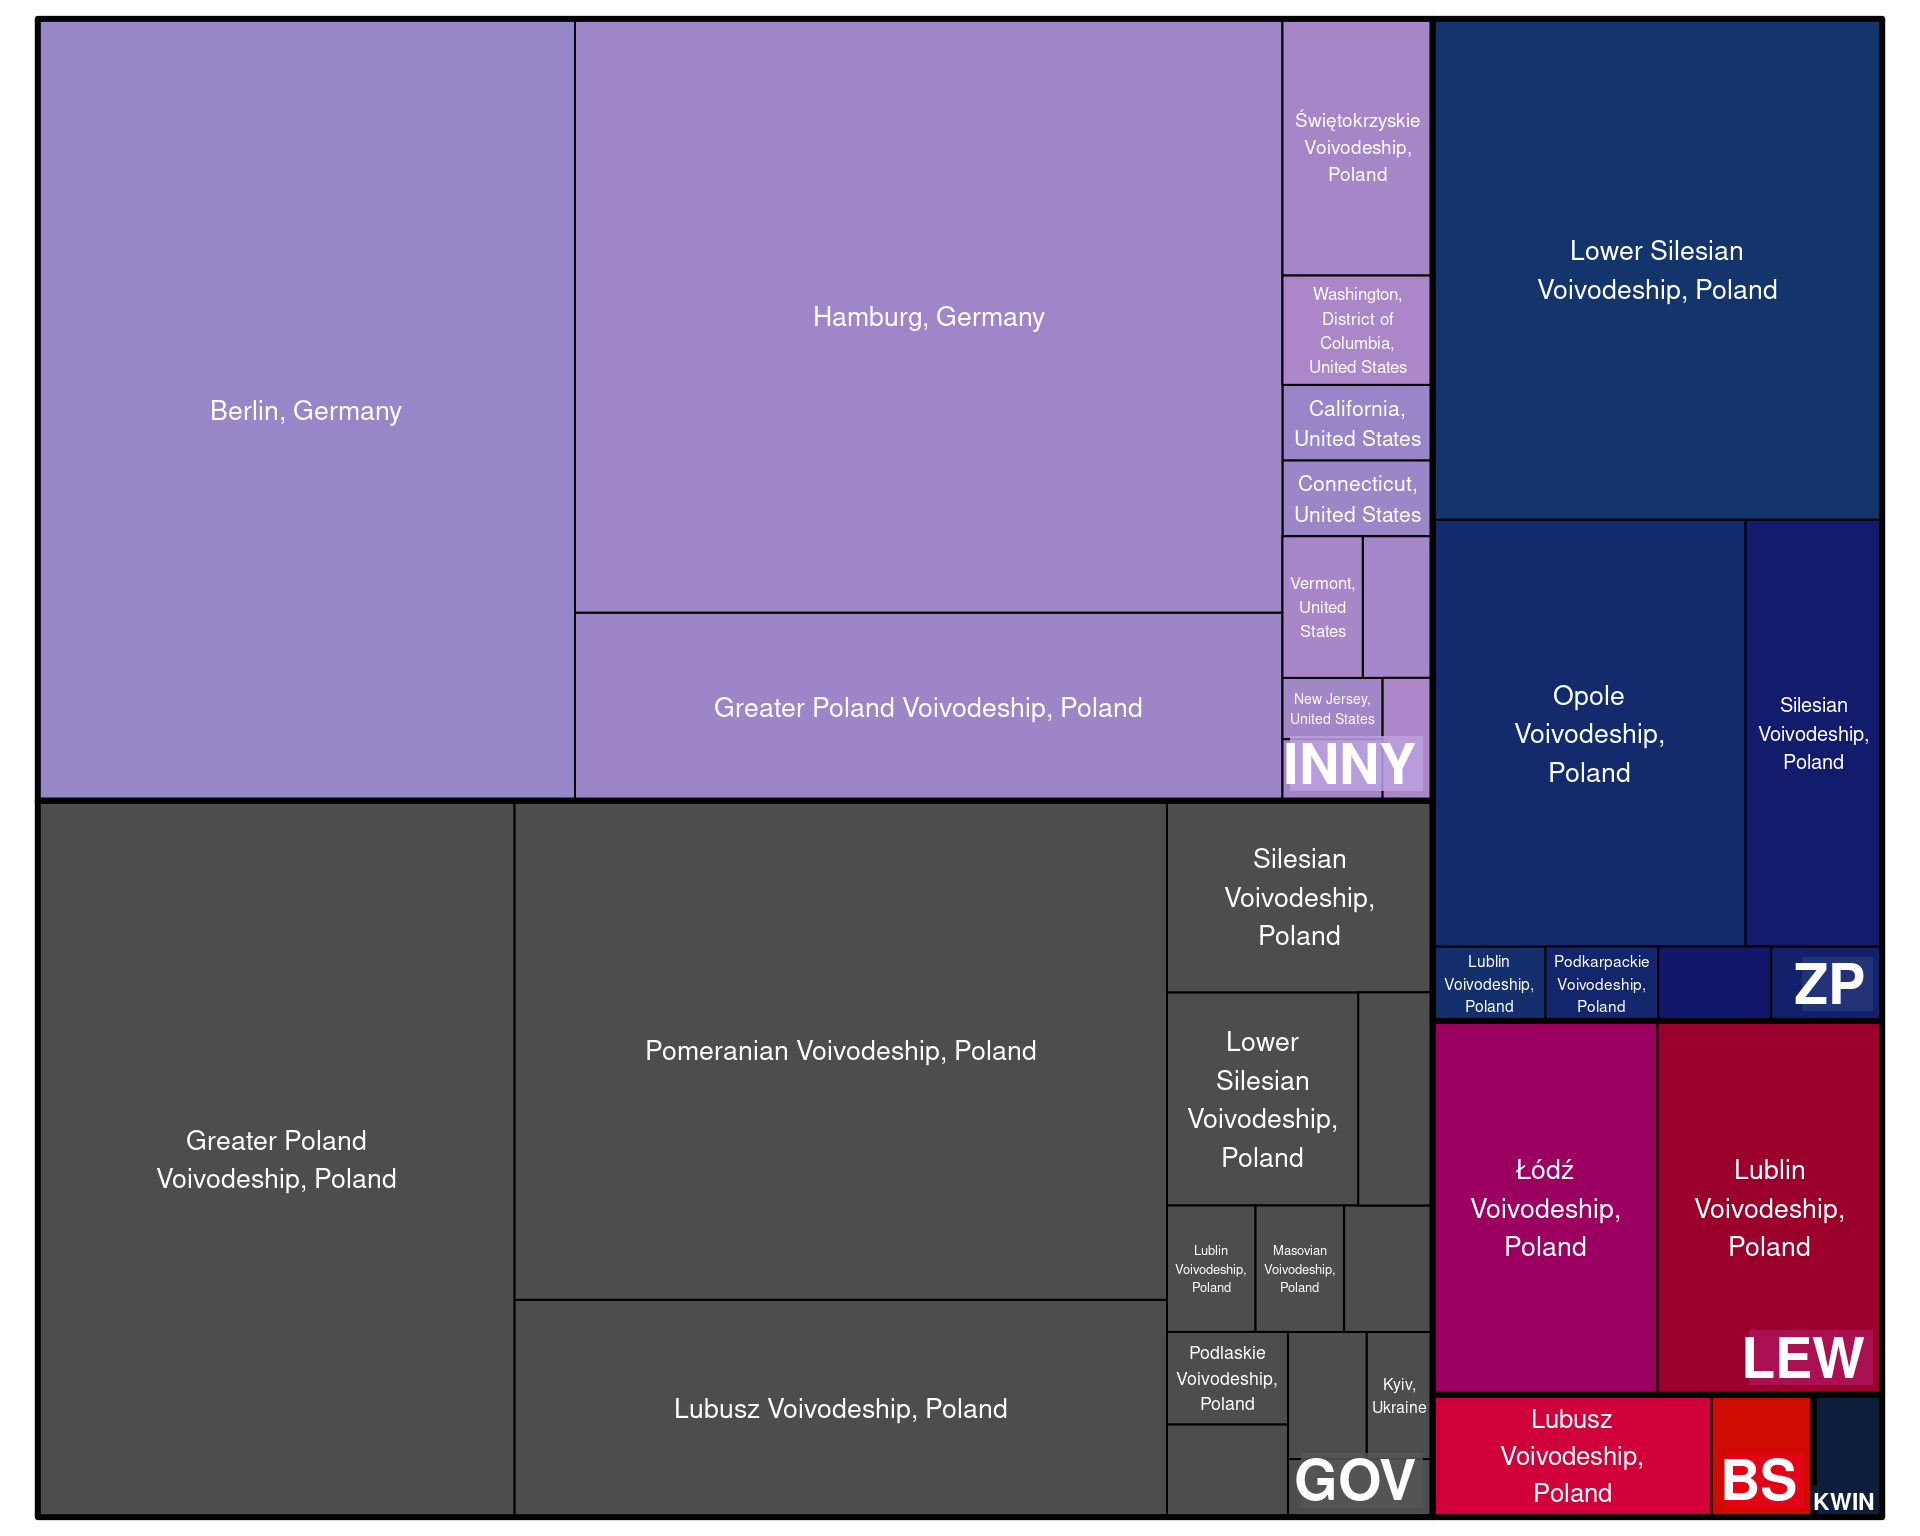 Berlin, Germany
Hamburg, Germany
Greater Poland Voivodeship, Poland
Świętokrzyskie
Voivodeship,
Poland
Washington,
District of
Columbia,
United States
California,
United States
Connecticut,
United States
Vermont,
United
States
New Jersey,
United States
INNY
Greater Poland
Voivodeship, Poland
Pomeranian Voivodeship, Poland
Lubusz Voivodeship, Poland
Silesian
Voivodeship,
Poland
Lower
Silesian
Voivodeship,
Poland
Lublin
Voivodeship,
Poland
Masovian
Voivodeship,
Poland
Podlaskie
Voivodeship,
Poland
Kyiv,
Ukraine
GOV
Lower Silesian
Voivodeship, Poland
Opole
Voivodeship,
Poland
Silesian
Voivodeship,
Poland
Lublin
Voivodeship,
Poland
Podkarpackie
Voivodeship,
Poland
ZP
Łódź
Voivodeship,
Poland
Lublin
Voivodeship,
Poland
LEW
Lubusz
Voivodeship,
Poland
BS
KWIN